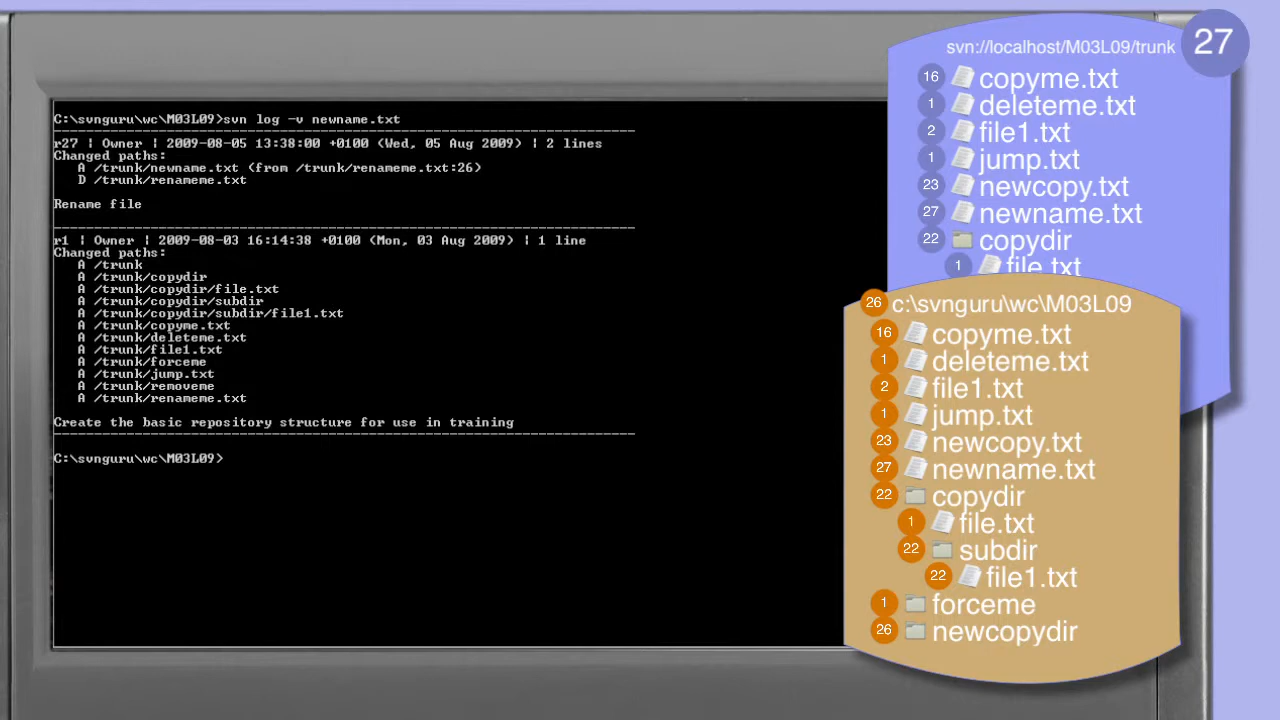 C:\svnguru\wc\M03L09>svn log -v newname.txt
------------------------------------------------------------------------
r27 | Owner | 2009-08-05 13:38:00 +0100 (Wed, 05 Aug 2009) | 2 lines
Changed paths:
   A /trunk/newname.txt (from /trunk/renameme.txt:26)
   D /trunk/renameme.txt
Rename file
------------------------------------------------------------------------
r1 | Owner | 2009-08-03 16:14:38 +0100 (Mon, 03 Aug 2009) | 1 line
Changed paths:
   A /trunk
   A /trunk/copydir
   A /trunk/copydir/file.txt
   A /trunk/copydir/subdir
   A /trunk/copydir/subdir/file1.txt
   A /trunk/copyme.txt
   A /trunk/deleteme.txt
   A /trunk/file1.txt
   A /trunk/forceme
   A /trunk/jump.txt
   A /trunk/removeme
   A /trunk/renameme.txt
Create the basic repository structure for use in training
------------------------------------------------------------------------
C:\svnguru\wc\M03L09>
svn://localhost/M03L09/trunk 27
16 copyme.txt
1 deleteme.txt
2 file1.txt
1 jump.txt
23 newcopy.txt
27 newname.txt
22 copydir
1 file.txt
26 c:\svnguru\wc\M03L09
16 copyme.txt
1 deleteme.txt
2 file1.txt
1 jump.txt
23 newcopy.txt
27 newname.txt
22 copydir
1 file.txt
22 subdir
22 file1.txt
1 forceme
26 newcopydir